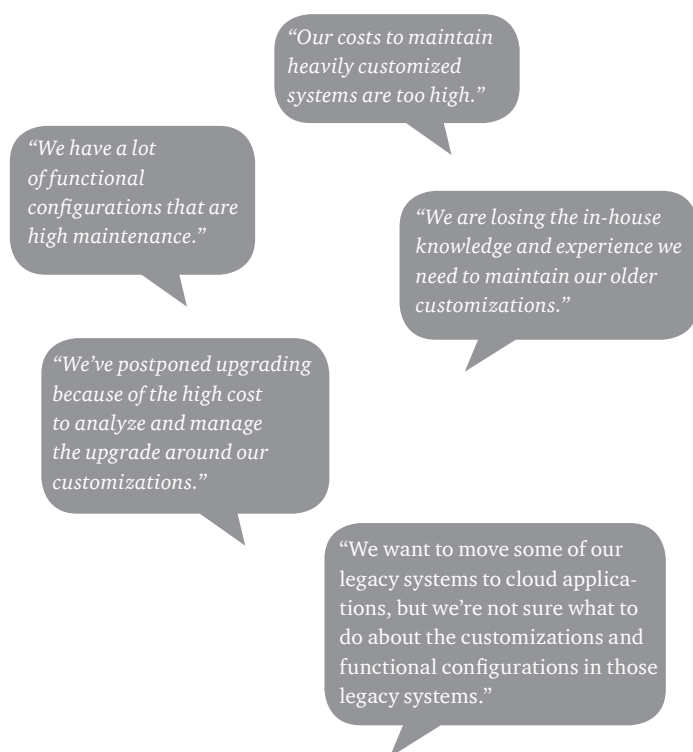 “Our costs to maintain
heavily customized
systems are too high.”
“We have a lot
of functional
configurations that are
high maintenance.”
“We are losing the in-house
knowledge and experience we
need to maintain our older
customizations.”
“We’ve postponed upgrading
because of the high cost
to analyze and manage
the upgrade around our
customizations.”
“We want to move some of our
legacy systems to cloud applica-
tions, but we’re not sure what to
do about the customizations and
functional configurations in those
legacy systems.”